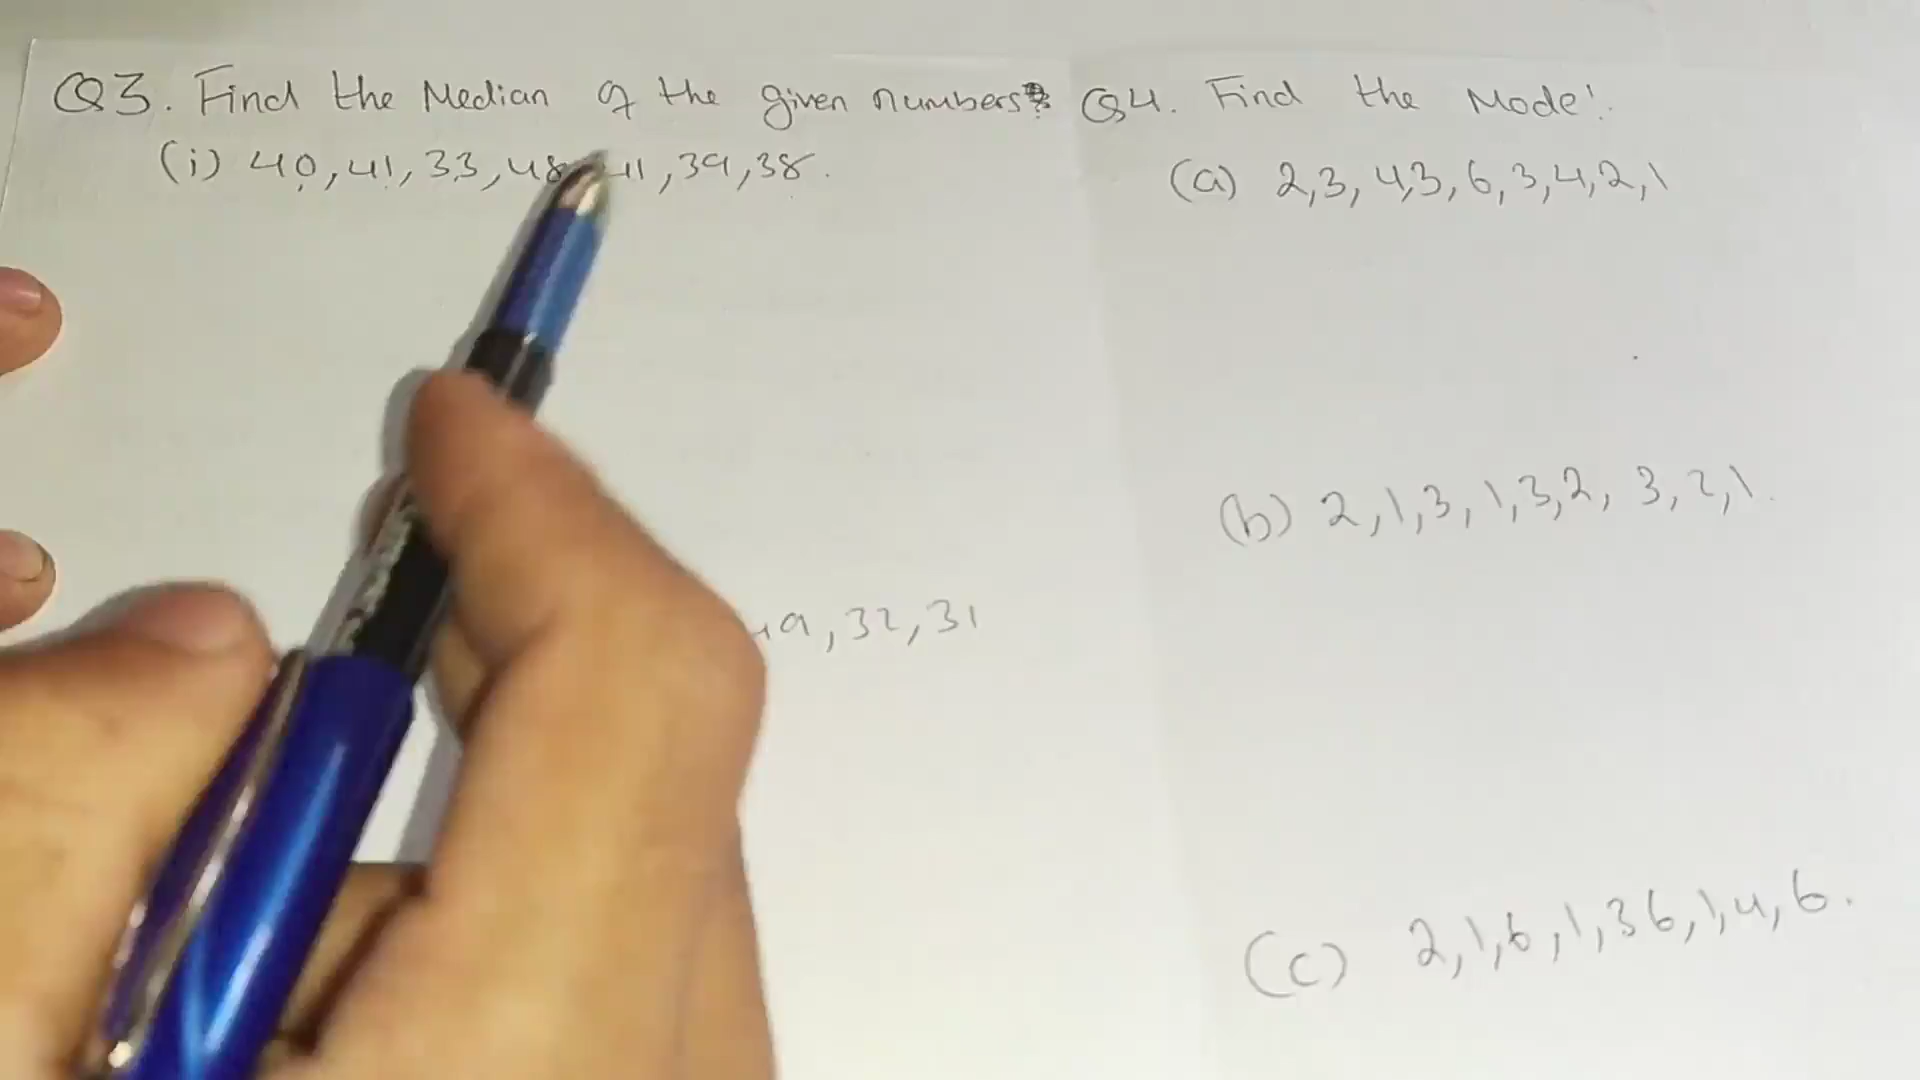 Q3. Find the Median of the given numbers?
(i) 40, 41, 33, 48, 41, 39, 38.
9, 32, 31
Q4. Find the Mode!
(a) 2,3, 4,3, 6, 3, 4, 2, 1
(b) 2, 1, 3, 1, 3, 2, 3, 2, 1.
(c) 2, 1, 6, 1, 3 6, 1, 4, 6.